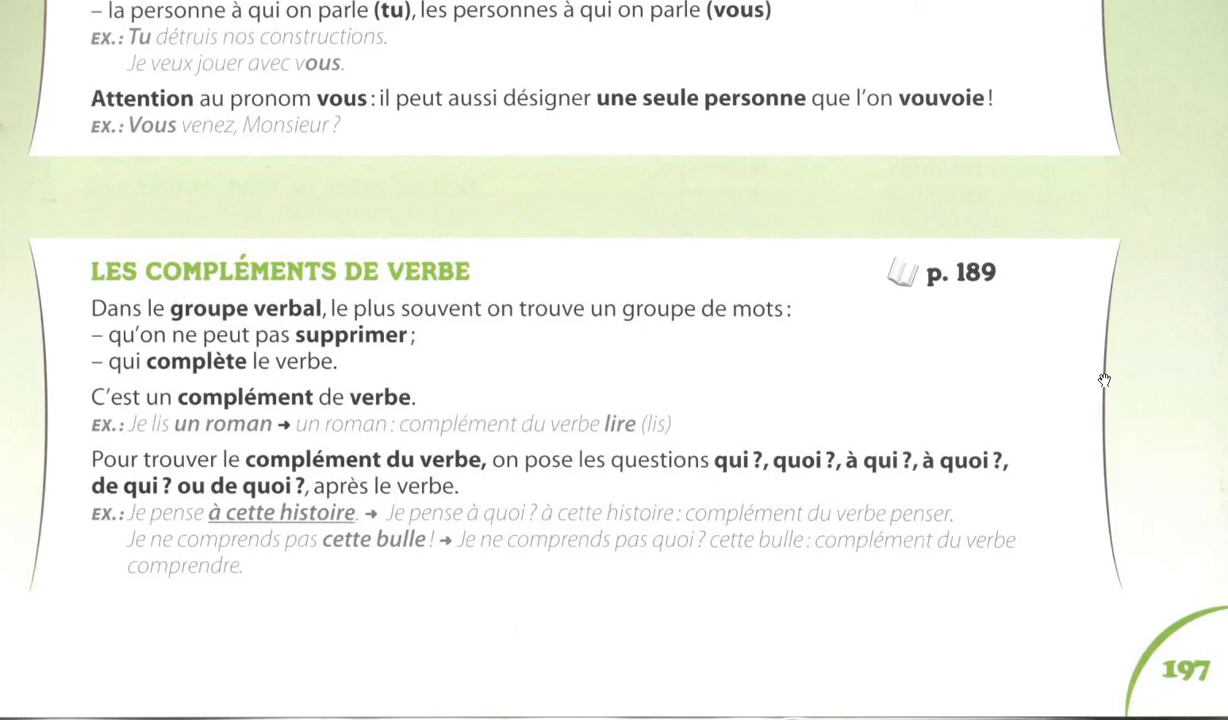 – la personne à qui on parle (tu), les personnes à qui on parle (vous)
EX. : Tu détruis nos constructions.
Je veux jouer avec vous.
Attention au pronom vous : il peut aussi désigner une seule personne que l'on vouvoie !
EX. : Vous venez, Monsieur ?
LES COMPLÉMENTS DE VERBE
p. 189
Dans le groupe verbal, le plus souvent on trouve un groupe de mots :
– qu'on ne peut pas supprimer ;
– qui complète le verbe.
C'est un complément de verbe.
EX. : Je lis un roman ➜ un roman : complément du verbe lire (lis)
Pour trouver le complément du verbe, on pose les questions qui ?, quoi ?, à qui ?, à quoi ?,
de qui ? ou de quoi ?, après le verbe.
EX. : Je pense à cette histoire. ➜ Je pense à quoi ? à cette histoire : complément du verbe penser.
Je ne comprends pas cette bulle ! ➜ Je ne comprends pas quoi ? cette bulle : complément du verbe
comprendre.
197